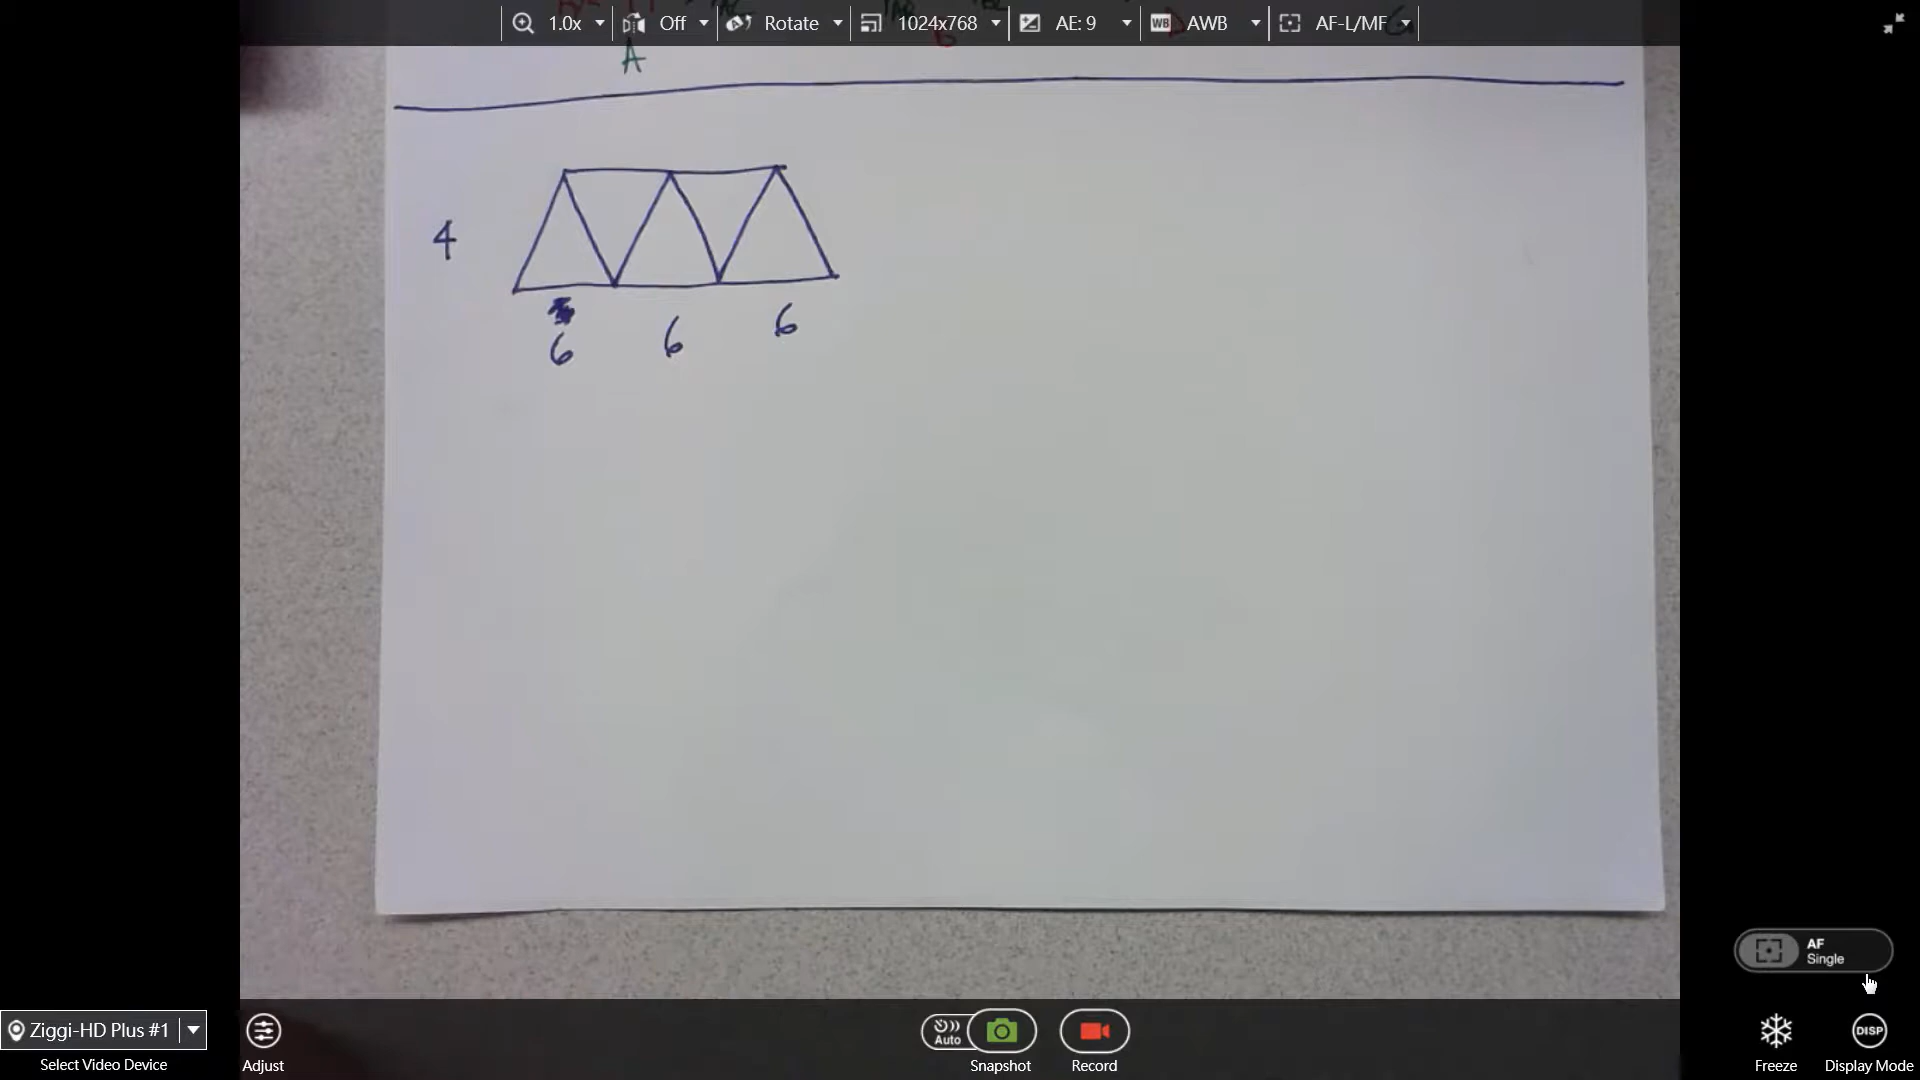 1.0x Off Rotate 1024x768 AE: 9 WB AWB AF-L/MF
A
4
6 6 6
AF
Single
Ziggi-HD Plus #1
Auto
DISP
Select Video Device Adjust Snapshot Record Freeze Display Mode